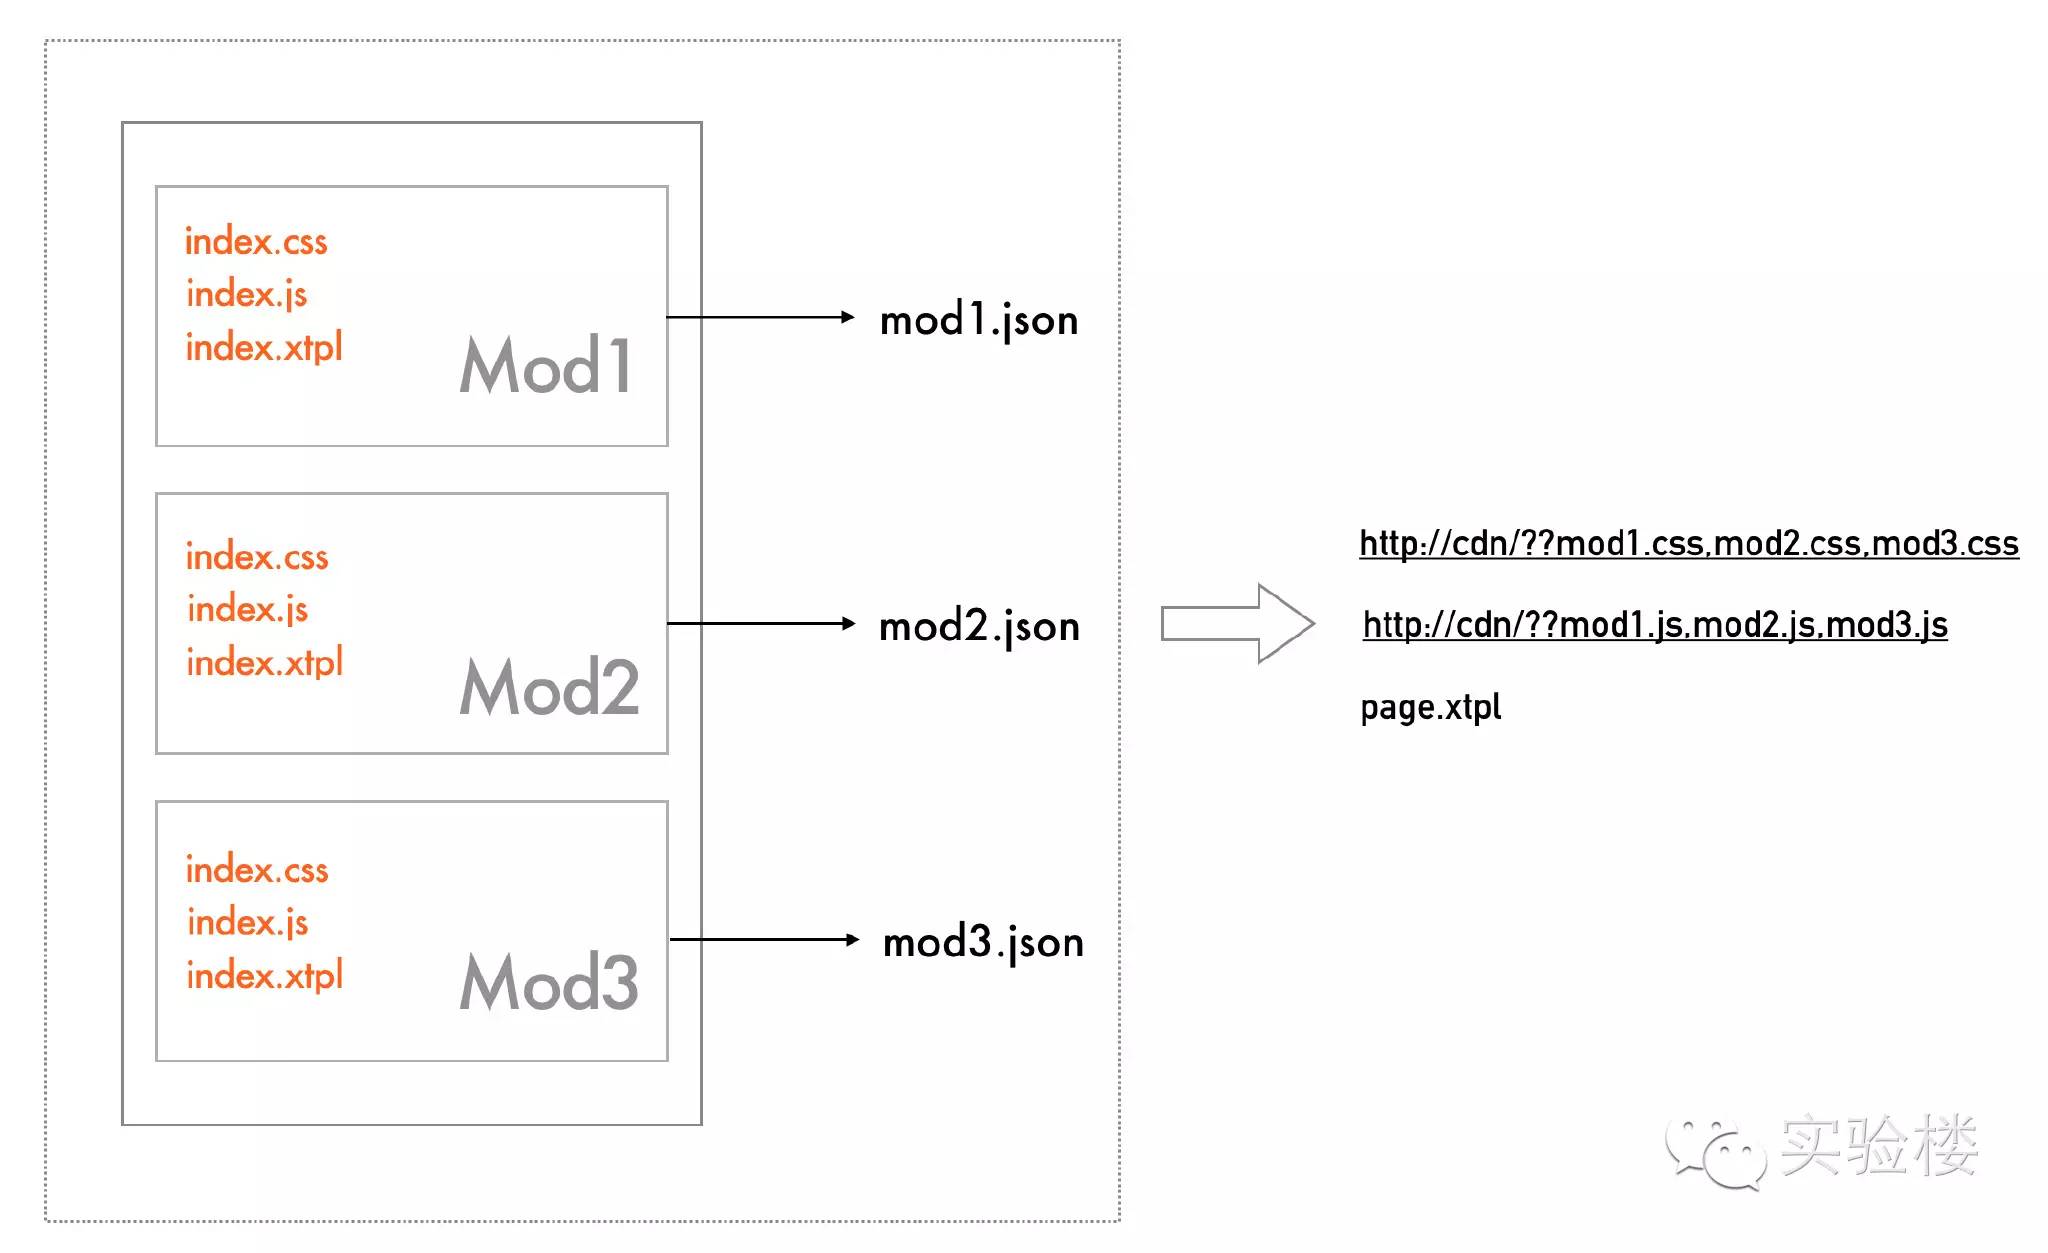 index.css
index.js
index.xtpl
Mod1
mod1.json
index.css
index.js
index.xtpl
Mod2
mod2.json
index.css
index.js
index.xtpl
Mod3
mod3.json
http://cdn/??mod1.css,mod2.css,mod3.css
http://cdn/??mod1.js,mod2.js,mod3.js
page.xtpl
实验楼